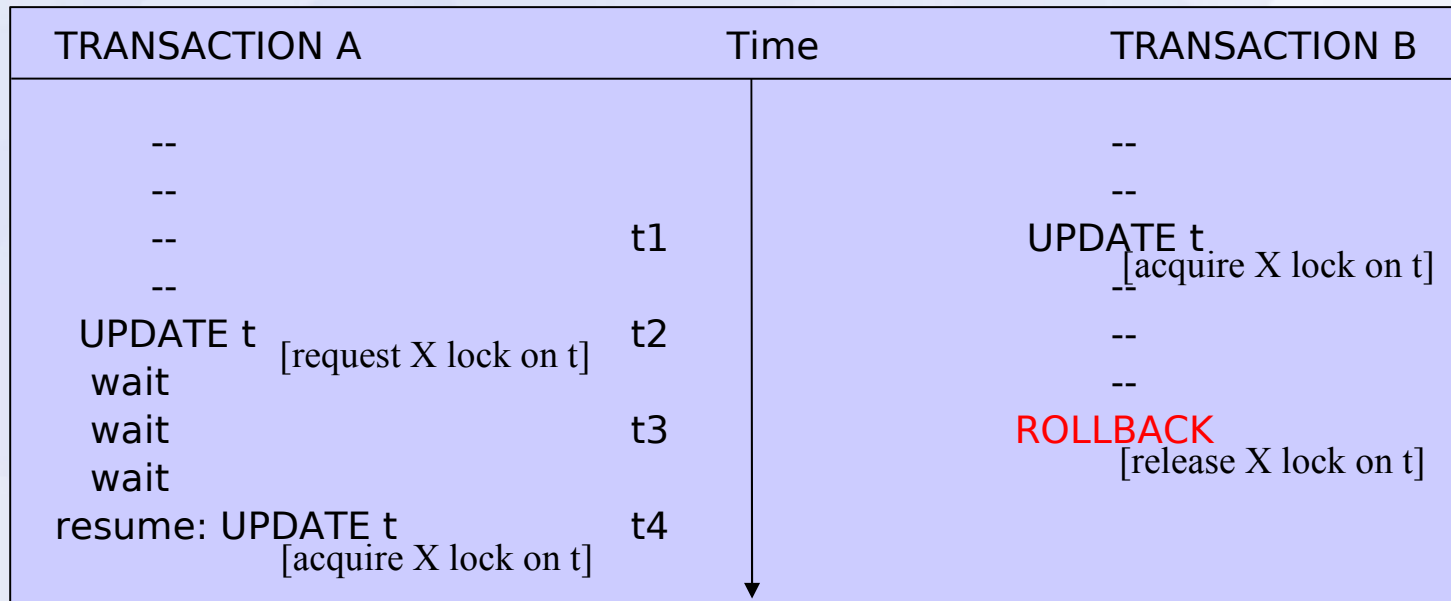 TRANSACTION A Time TRANSACTION B
-- --
-- --
-- t1 UPDATE t
[acquire X lock on t]
-- --
UPDATE t [request X lock on t] t2 --
wait --
wait t3 ROLLBACK
[release X lock on t]
wait
resume: UPDATE t t4
[acquire X lock on t]